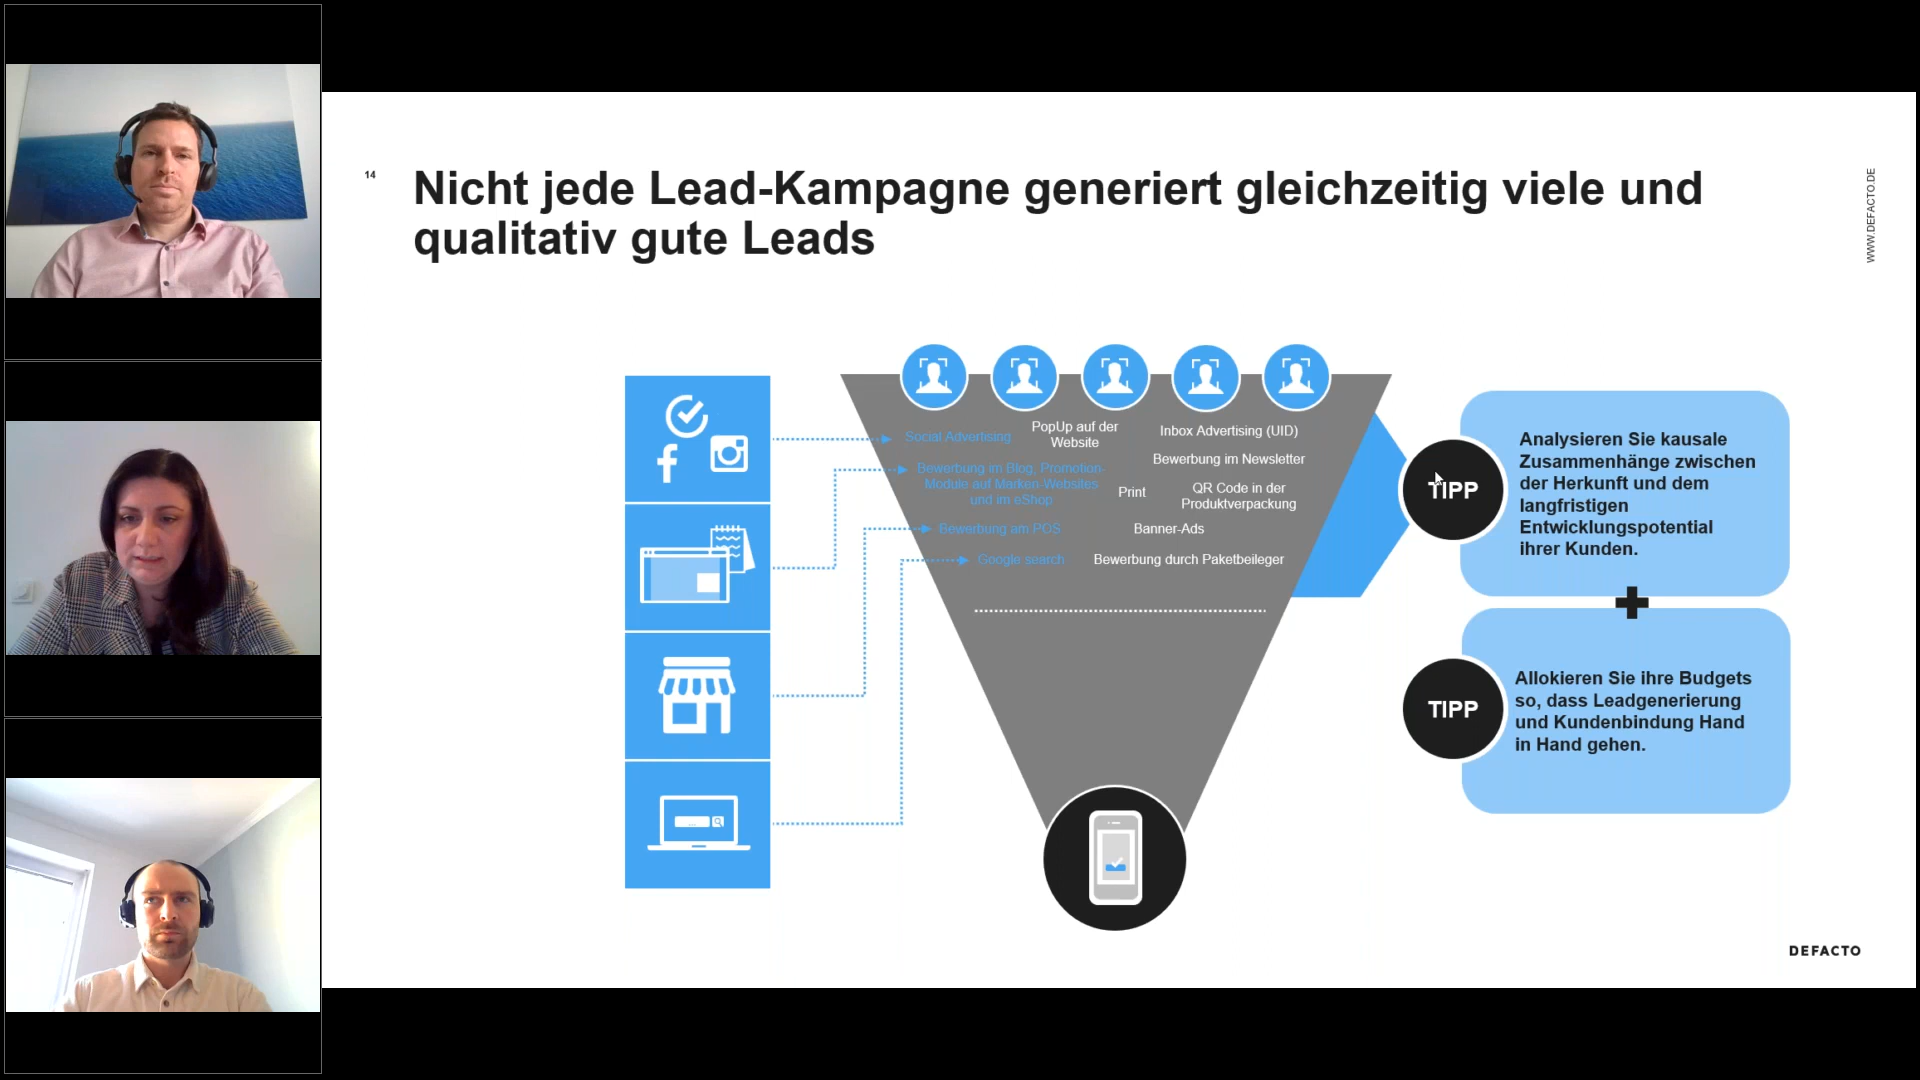 14
Nicht jede Lead-Kampagne generiert gleichzeitig viele und
qualitativ gute Leads
WWW.DEFACTO.DE
Social Advertising
PopUp auf der
Website
Inbox Advertising (UID)
Bewerbung im Blog, Promotion-
Module auf Marken-Websites
und im eShop
Bewerbung im Newsletter
Print
QR Code in der
Produktverpackung
Bewerbung am POS
Banner-Ads
Google search
Bewerbung durch Paketbeileger
TIPP
Analysieren Sie kausale
Zusammenhänge zwischen
der Herkunft und dem
langfristigen
Entwicklungspotential
ihrer Kunden.
TIPP
Allokieren Sie ihre Budgets
so, dass Leadgenerierung
und Kundenbindung Hand
in Hand gehen.
DEFACTO